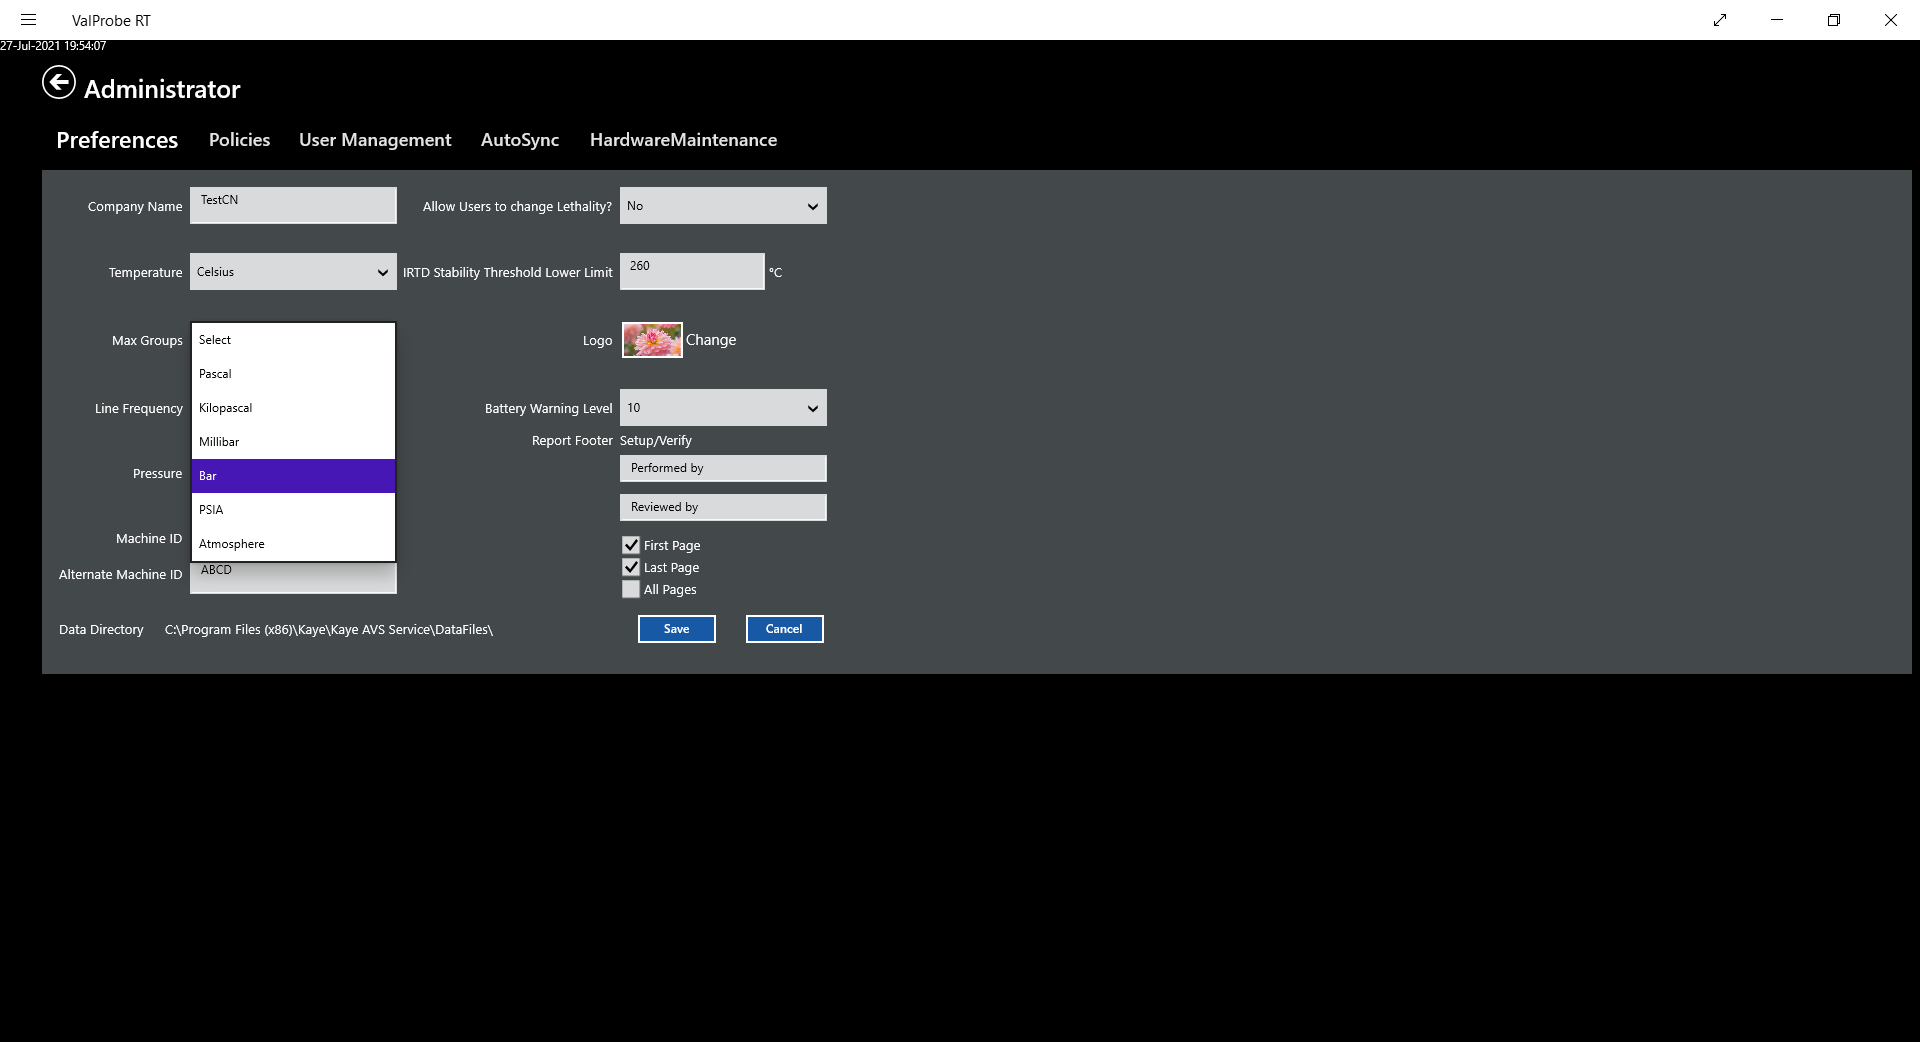 ValProbe RT
27-Jul-2021 19:54:07
Administrator
Preferences Policies User Management AutoSync HardwareMaintenance
Company Name TestCN Allow Users to change Lethality? No
Temperature Celsius IRTD Stability Threshold Lower Limit 260 °C
Max Groups Select Logo Change
Pascal
Line Frequency Kilopascal Battery Warning Level 10
Millibar Report Footer Setup/Verify
Pressure Bar Performed by
PSIA Reviewed by
Machine ID Atmosphere First Page
Alternate Machine ID ABCD Last Page
All Pages
Data Directory C:\Program Files (x86)\Kaye\Kaye AVS Service\DataFiles\ Save Cancel